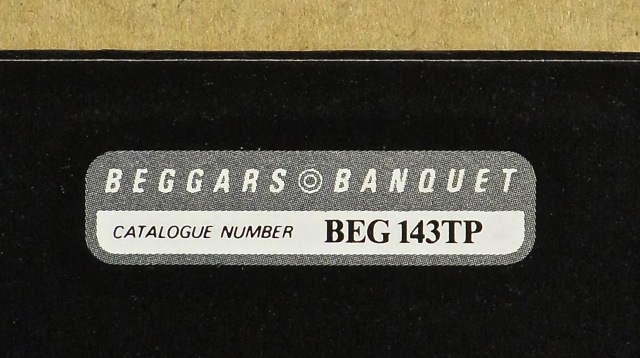 BEGGARS BANQUET
CATALOGUE NUMBER BEG 143TP